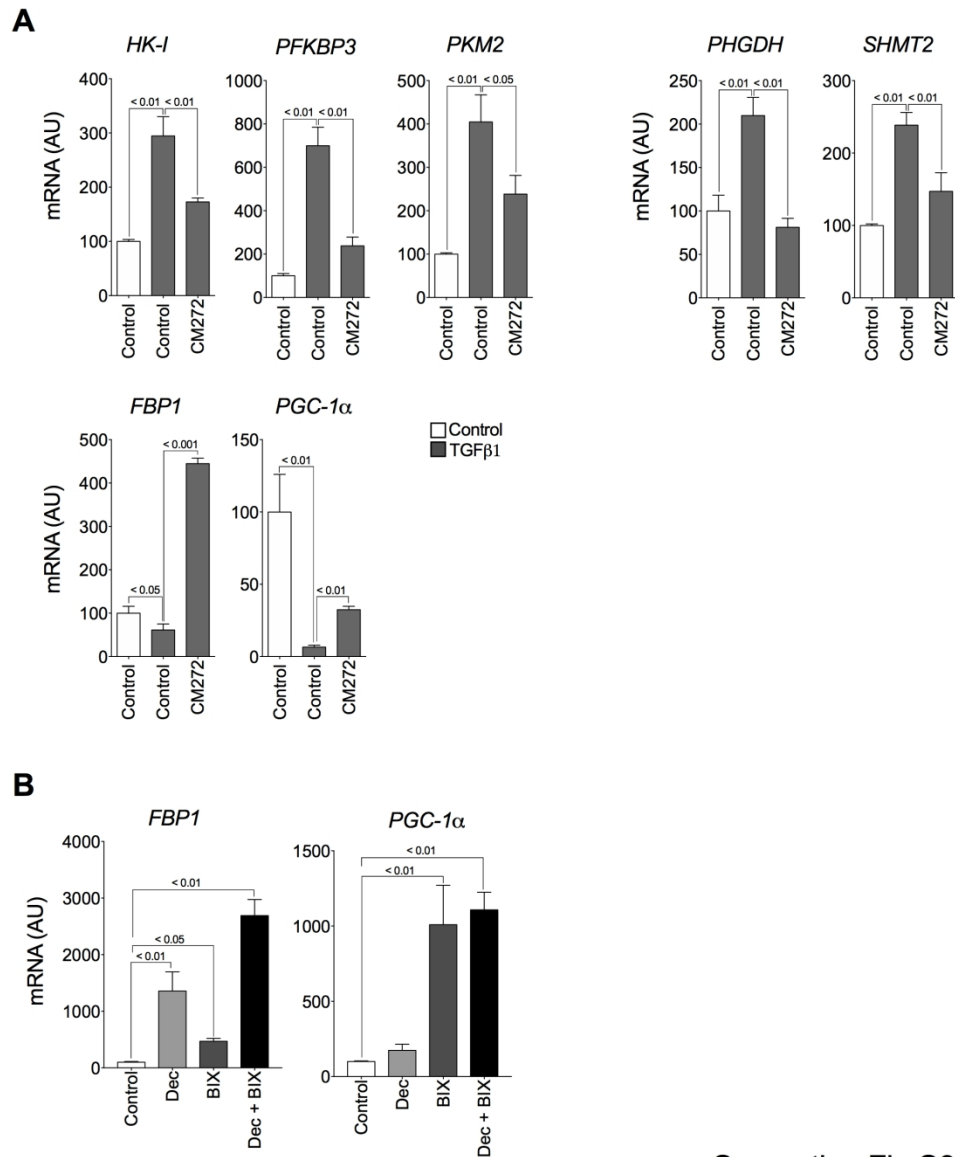 A
HK-I
PFKBP3
PKM2
PHGDH
SHMT2
mRNA (AU)
400
300
200
100
0
< 0.01 < 0.01
Control
Control
CM272
1000
800
600
400
200
0
< 0.01 < 0.01
Control
Control
CM272
500
400
300
200
100
0
< 0.01 < 0.05
Control
Control
CM272
mRNA (AU)
250
200
150
100
50
0
< 0.01 < 0.01
Control
Control
CM272
300
200
100
0
< 0.01 < 0.01
Control
Control
CM272
FBP1
PGC-1α
mRNA (AU)
500
400
300
200
100
0
< 0.001
< 0.05
Control
Control
CM272
150
100
50
0
< 0.01
< 0.01
Control
Control
CM272
Control
TGFβ1
B
FBP1
PGC-1α
mRNA (AU)
4000
3000
2000
1000
0
< 0.01
< 0.05
< 0.01
Control
Dec
BIX
Dec + BIX
1500
1000
500
0
< 0.01
< 0.01
Control
Dec
BIX
Dec + BIX